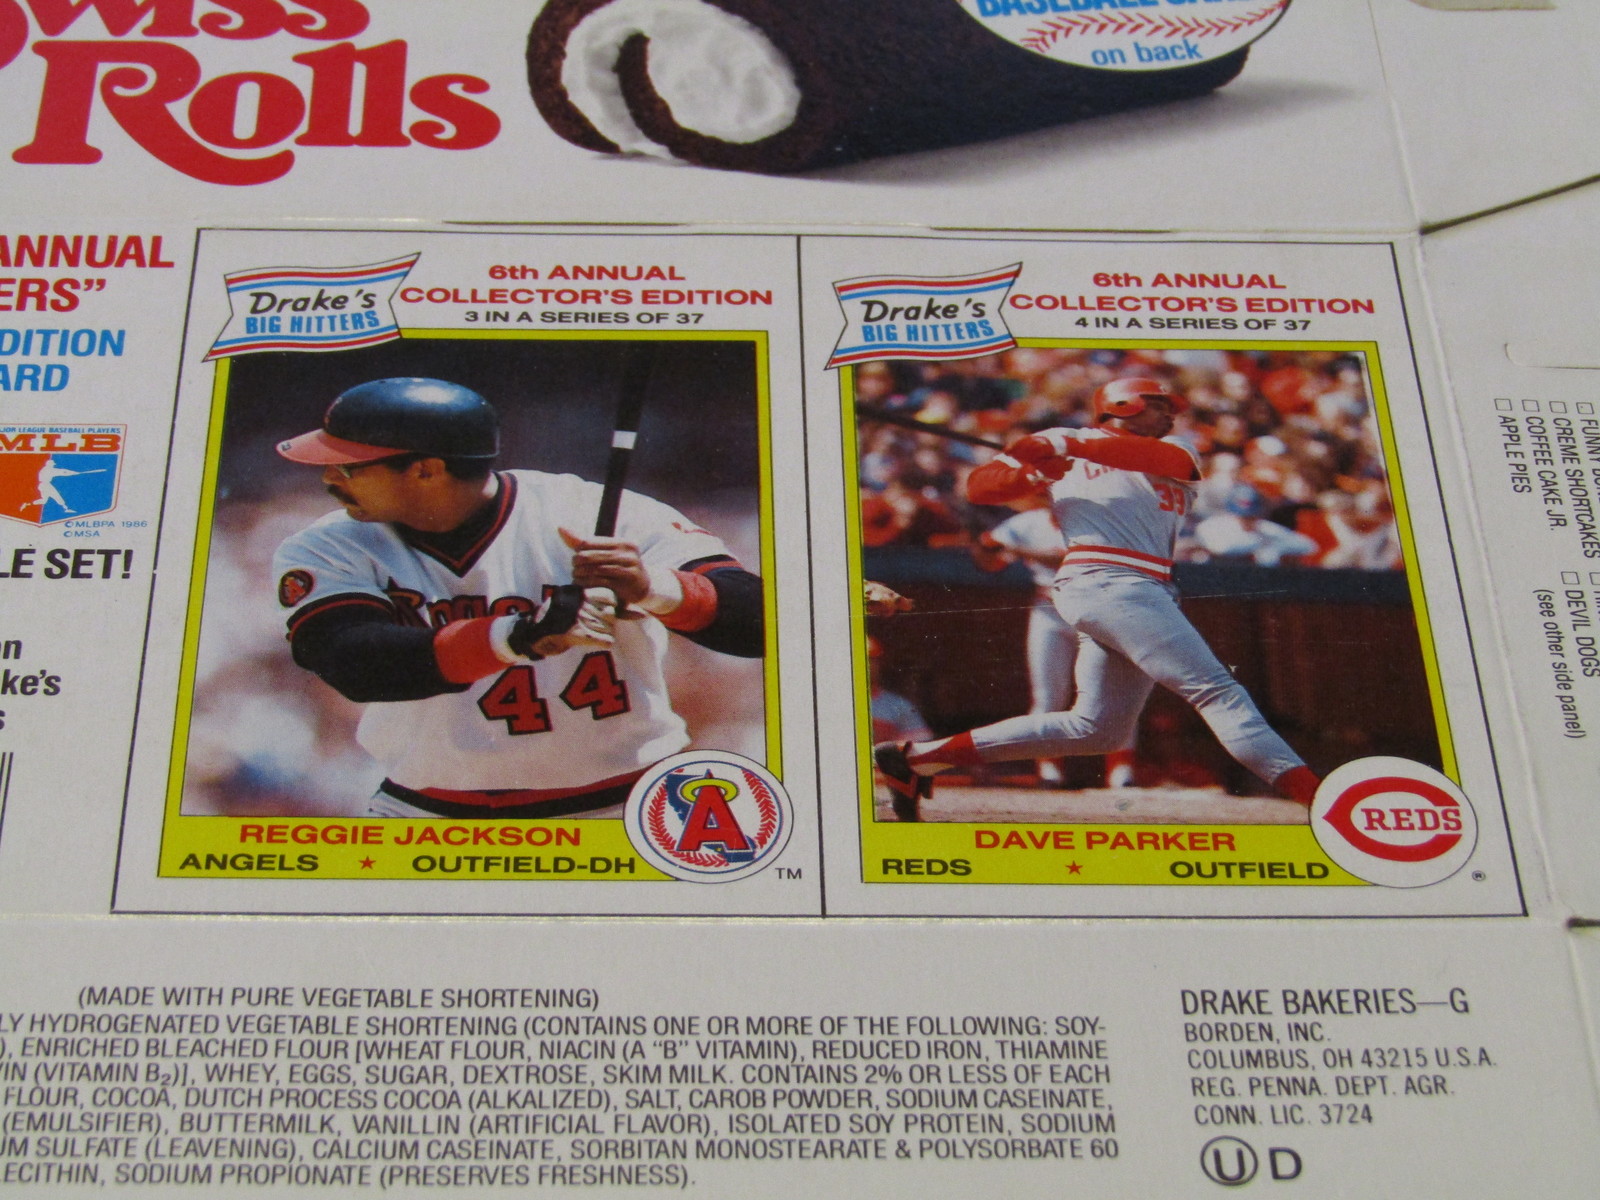 Rolls
on back
ANNUAL
ERS"
DITION
ARD
MAJOR LEAGUE BASEBALL PLAYERS
MLB
©MLBPA 1986
©MSA
LE SET!
Drake's
BIG HITTERS
6th ANNUAL
COLLECTOR'S EDITION
3 IN A SERIES OF 37
44
A
REGGIE JACKSON
ANGELS ★ OUTFIELD-DH
TM
Drake's
BIG HITTERS
6th ANNUAL
COLLECTOR'S EDITION
4 IN A SERIES OF 37
39
REDS
DAVE PARKER
REDS ★ OUTFIELD
®
☐ CREME SHORTCAKES
☐ DEVIL DOGS
☐ COFFEE CAKE JR.
(see other side panel)
☐ APPLE PIES
(MADE WITH PURE VEGETABLE SHORTENING)
LY HYDROGENATED VEGETABLE SHORTENING (CONTAINS ONE OR MORE OF THE FOLLOWING: SOY-
), ENRICHED BLEACHED FLOUR [WHEAT FLOUR, NIACIN (A "B" VITAMIN), REDUCED IRON, THIAMINE
VIN (VITAMIN B₂)], WHEY, EGGS, SUGAR, DEXTROSE, SKIM MILK. CONTAINS 2% OR LESS OF EACH
FLOUR, COCOA, DUTCH PROCESS COCOA (ALKALIZED), SALT, CAROB POWDER, SODIUM CASEINATE,
(EMULSIFIER), BUTTERMILK, VANILLIN (ARTIFICIAL FLAVOR), ISOLATED SOY PROTEIN, SODIUM
UM SULFATE (LEAVENING), CALCIUM CASEINATE, SORBITAN MONOSTEARATE & POLYSORBATE 60
LECITHIN, SODIUM PROPIONATE (PRESERVES FRESHNESS).
DRAKE BAKERIES—G
BORDEN, INC.
COLUMBUS, OH 43215 U.S.A.
REG. PENNA. DEPT. AGR.
CONN. LIC. 3724
U D